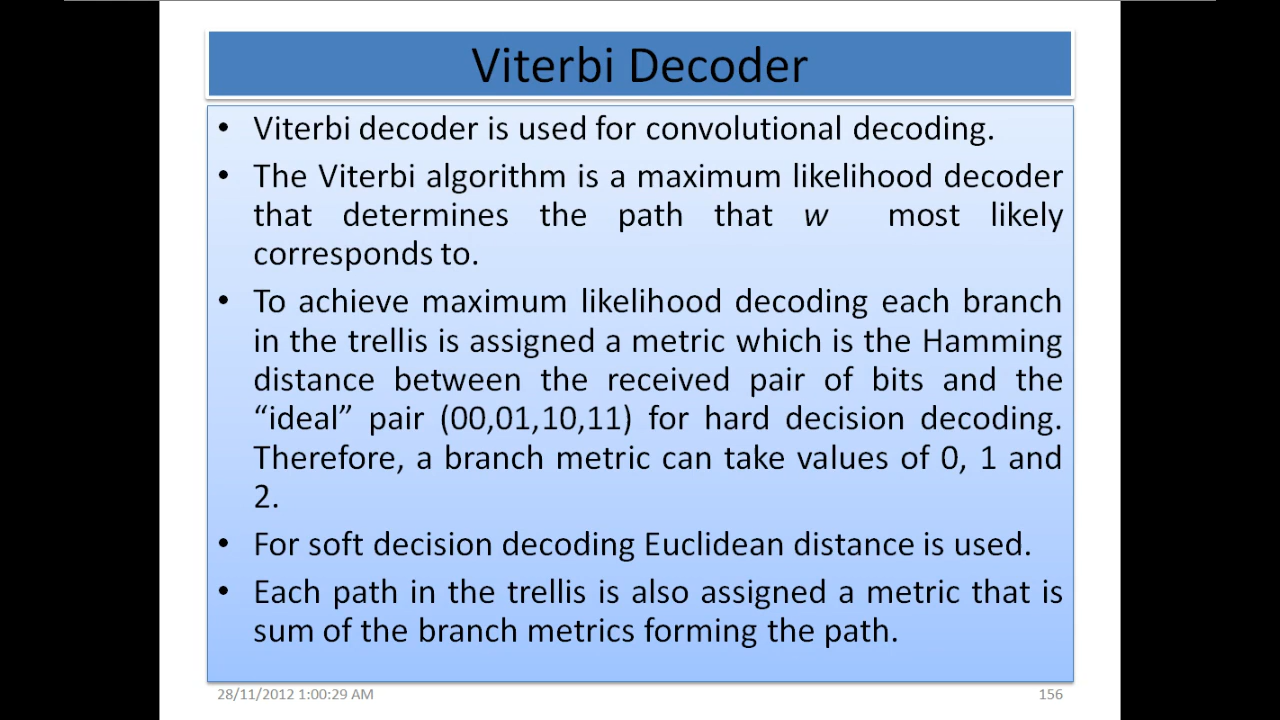 Viterbi Decoder
• Viterbi decoder is used for convolutional decoding.
• The Viterbi algorithm is a maximum likelihood decoder
that determines the path that w most likely
corresponds to.
• To achieve maximum likelihood decoding each branch
in the trellis is assigned a metric which is the Hamming
distance between the received pair of bits and the
“ideal” pair (00,01,10,11) for hard decision decoding.
Therefore, a branch metric can take values of 0, 1 and
2.
• For soft decision decoding Euclidean distance is used.
• Each path in the trellis is also assigned a metric that is
sum of the branch metrics forming the path.
28/11/2012 1:00:29 AM
156